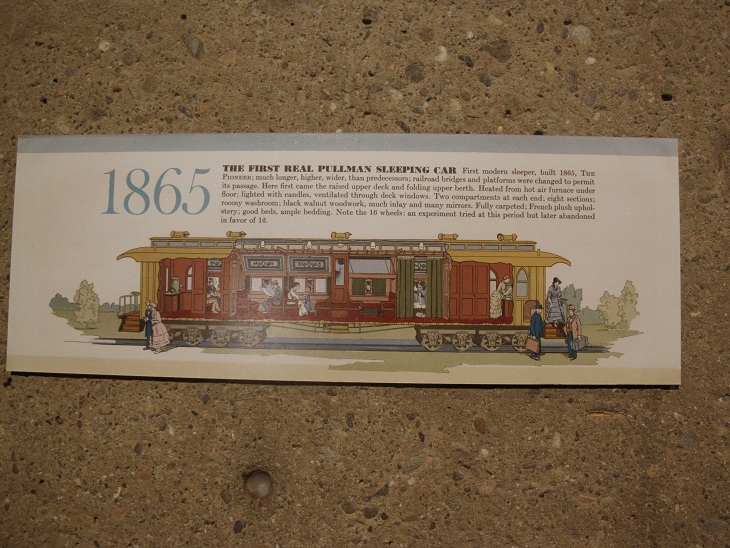 1865
THE FIRST REAL PULLMAN SLEEPING CAR First modern sleeper, built 1865, THE
PIONEER; much longer, higher, wider, than predecessors; railroad bridges and platforms were changed to permit
its passage. Here first came the raised upper deck and folding upper berth. Heated from hot air furnace under
floor; lighted with candles, ventilated through deck windows. Two compartments at each end; eight sections;
roomy washroom; black walnut woodwork, much inlay and many mirrors. Fully carpeted; French plush uphol-
stery; good beds, ample bedding. Note the 16 wheels: an experiment tried at this period but later abandoned
in favor of 12.